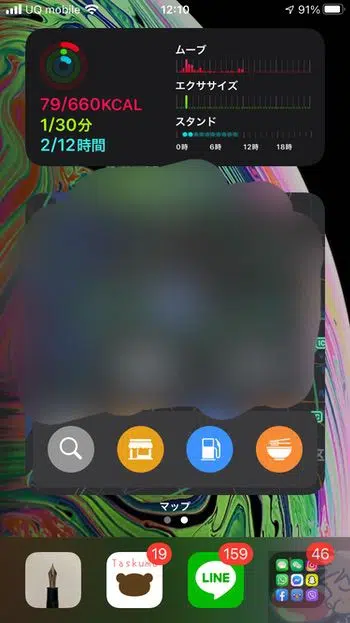 UQ mobile 12:10 91%
ムーブ
79/660KCAL
エクササイズ
1/30分
スタンド
2/12時間
0時 6時 12時 18時
マップ
Taskuma
19
159
LINE
46